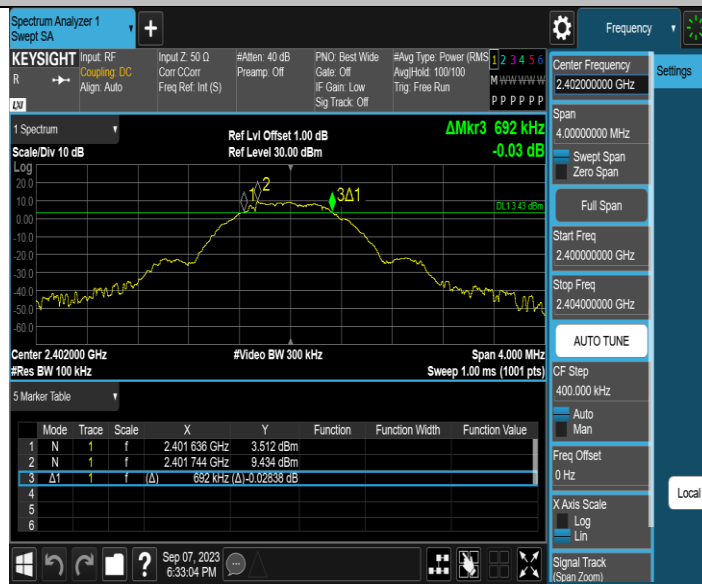 Spectrum Analyzer 1
Swept SA
+
Frequency
KEYSIGHT
R
LXI
Input: RF
Coupling: DC
Align: Auto
Input Z: 50 Ω
Corr CCorr
Freq Ref: Int (S)
#Atten: 40 dB
Preamp: Off
PNO: Best Wide
Gate: Off
IF Gain: Low
Sig Track: Off
#Avg Type: Power (RMS
Avg|Hold: 100/100
Trig: Free Run
1 2 3 4 5 6
M W W W W W
P P P P P P
1 Spectrum
Scale/Div 10 dB
Ref Lvl Offset 1.00 dB
Ref Level 30.00 dBm
ΔMkr3 692 kHz
-0.03 dB
Log
20.0
10.0
0.00
-10.0
-20.0
-30.0
-40.0
-50.0
-60.0
1
2
3Δ1
DL1 3.43 dBm
Center 2.402000 GHz
#Video BW 300 kHz
Span 4.000 MHz
#Res BW 100 kHz
Sweep 1.00 ms (1001 pts)
5 Marker Table
Mode Trace Scale X Y Function Function Width Function Value
1 N 1 f 2.401 636 GHz 3.512 dBm
2 N 1 f 2.401 744 GHz 9.434 dBm
3 Δ1 1 f (Δ) 692 kHz (Δ) -0.02838 dB
4
5
6
Sep 07, 2023
6:33:04 PM
Center Frequency
2.402000000 GHz
Span
4.00000000 MHz
Swept Span
Zero Span
Full Span
Start Freq
2.400000000 GHz
Stop Freq
2.404000000 GHz
AUTO TUNE
CF Step
400.000 kHz
Auto
Man
Freq Offset
0 Hz
X Axis Scale
Log
Lin
Signal Track
(Span Zoom)
Settings
Local